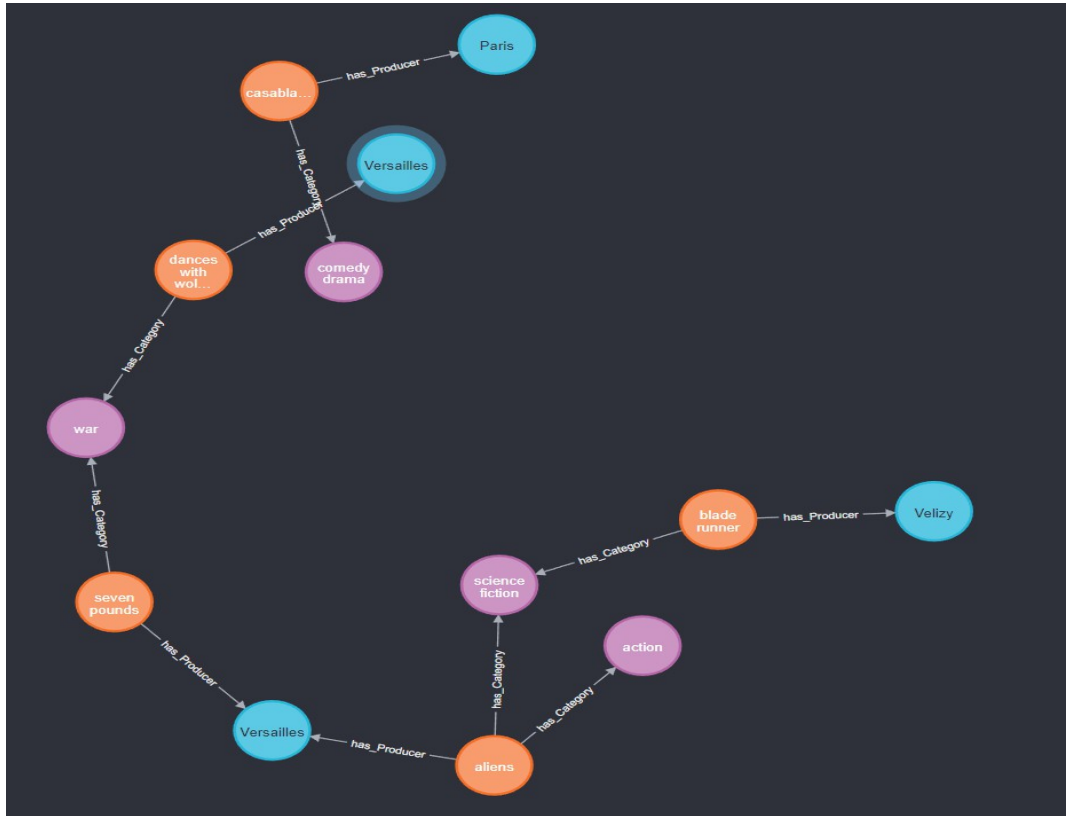 Paris
has_Producer
casabla...
has_Category
Versailles
has_Producer
dances
with
wol...
comedy
drama
has_Category
war
has_Category
blade
runner
has_Producer
Velizy
has_Category
science
fiction
seven
pounds
action
has_Producer
has_Category
has_Category
Versailles
has_Producer
aliens